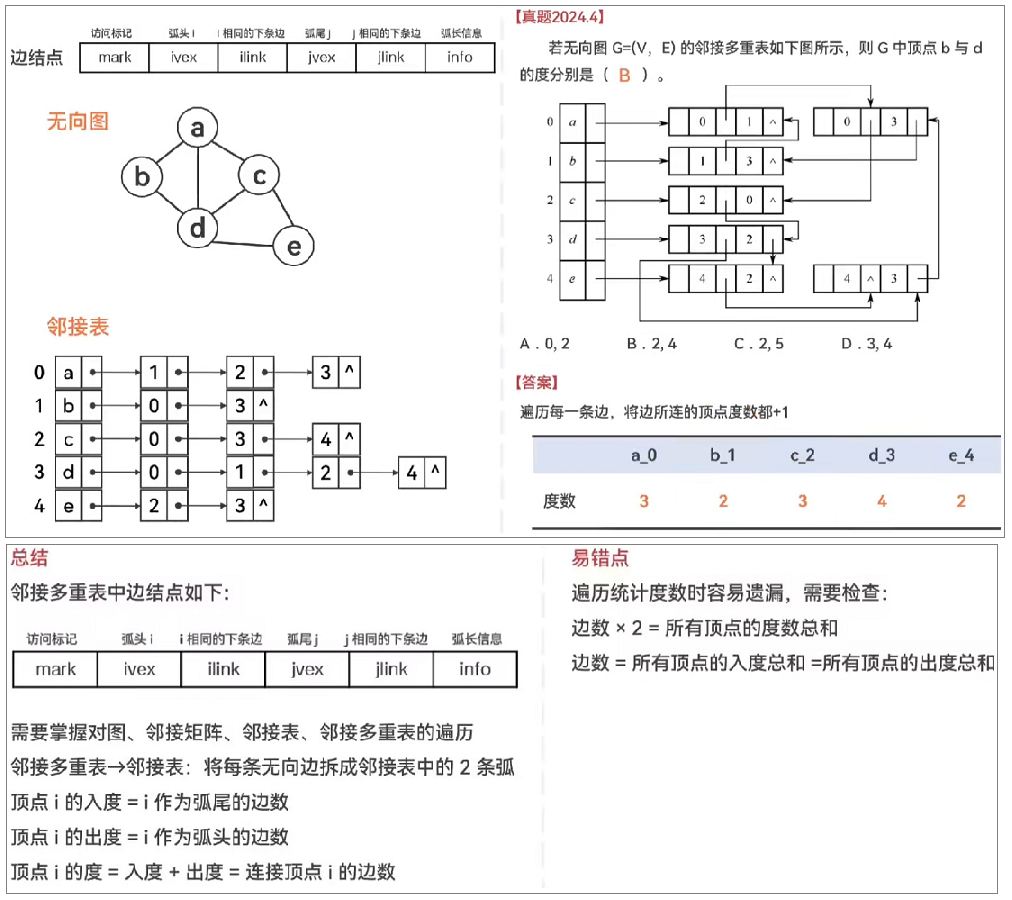 访问标记 弧头 i i 相同的下条边 弧尾 j j 相同的下条边 弧长信息
边结点 mark ivex ilink jvex jlink info
无向图
a
b c
d
e
邻接表
0 a 1 2 3 ^
1 b 0 3 ^
2 c 0 3 4 ^
3 d 0 1 2 4 ^
4 e 2 3 ^
【真题2024.4】
若无向图 G=(V，E) 的邻接多重表如下图所示，则 G 中顶点 b 与 d
的度分别是（ B ）。
0 a 0 1 ^ 0 3
1 b 1 3 ^
2 c 2 0 ^
3 d 3 2
4 e 4 2 ^ 4 ^ 3
A．0, 2 B．2, 4 C．2, 5 D．3, 4
【答案】
遍历每一条边，将边所连的顶点度数都+1
a_0 b_1 c_2 d_3 e_4
度数 3 2 3 4 2
总结
邻接多重表中边结点如下：
访问标记 弧头 i i 相同的下条边 弧尾 j j 相同的下条边 弧长信息
mark ivex ilink jvex jlink info
需要掌握对图、邻接矩阵、邻接表、邻接多重表的遍历
邻接多重表→邻接表：将每条无向边拆成邻接表中的 2 条弧
顶点 i 的入度 = i 作为弧尾的边数
顶点 i 的出度 = i 作为弧头的边数
顶点 i 的度 = 入度 + 出度 = 连接顶点 i 的边数
易错点
遍历统计度数时容易遗漏，需要检查：
边数 × 2 = 所有顶点的度数总和
边数 = 所有顶点的入度总和 =所有顶点的出度总和